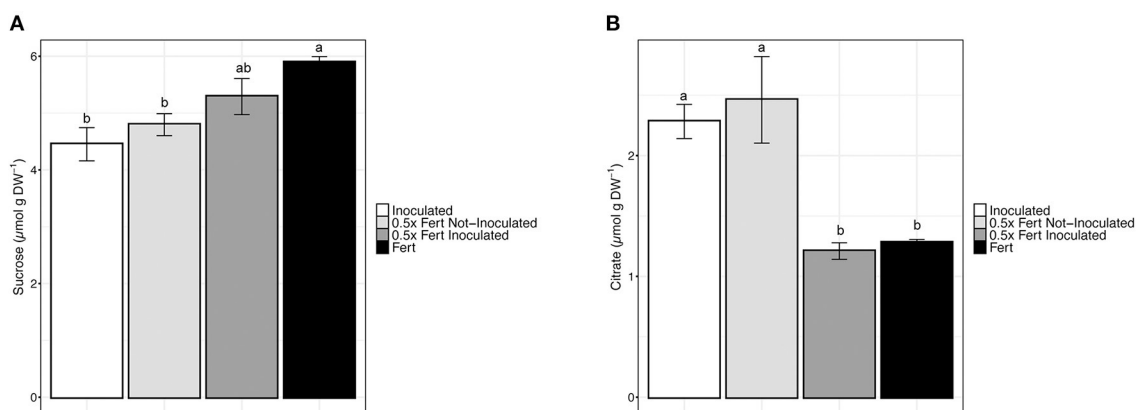 A
Sucrose (µmol g DW⁻¹)
6
4
2
0
b
b
ab
a
Inoculated
0.5x Fert Not−Inoculated
0.5x Fert Inoculated
Fert
B
Citrate (µmol g DW⁻¹)
2
1
0
a
a
b
b
Inoculated
0.5x Fert Not−Inoculated
0.5x Fert Inoculated
Fert